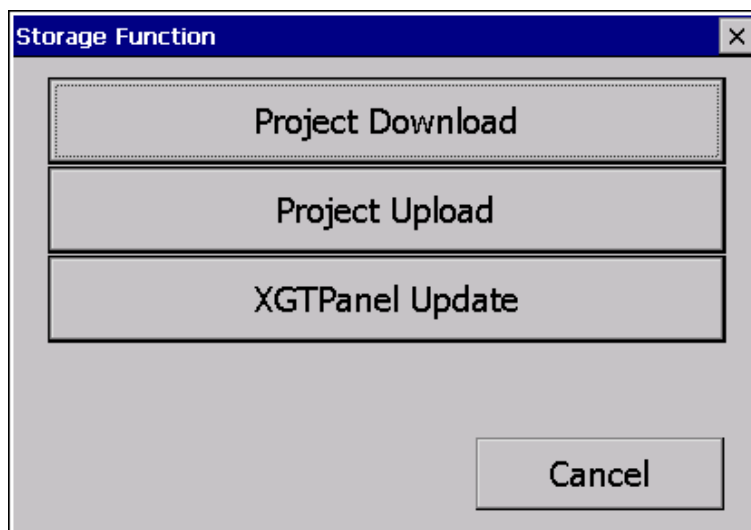 Storage Function
Project Download
Project Upload
XGTPanel Update
Cancel